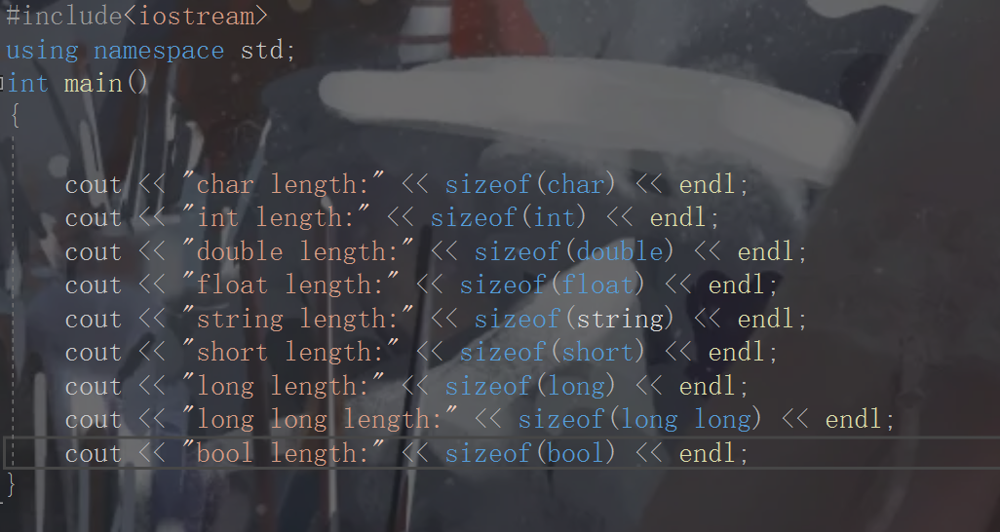 #include<iostream>
using namespace std;
int main()
{
cout << "char length:" << sizeof(char) << endl;
cout << "int length:" << sizeof(int) << endl;
cout << "double length:" << sizeof(double) << endl;
cout << "float length:" << sizeof(float) << endl;
cout << "string length:" << sizeof(string) << endl;
cout << "short length:" << sizeof(short) << endl;
cout << "long length:" << sizeof(long) << endl;
cout << "long long length:" << sizeof(long long) << endl;
cout << "bool length:" << sizeof(bool) << endl;
}